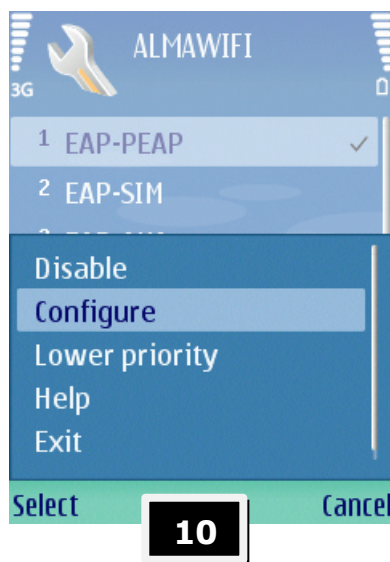 ALMAWIFI
3G
1 EAP-PEAP
2 EAP-SIM
Disable
Configure
Lower priority
Help
Exit
Select
Cancel
10